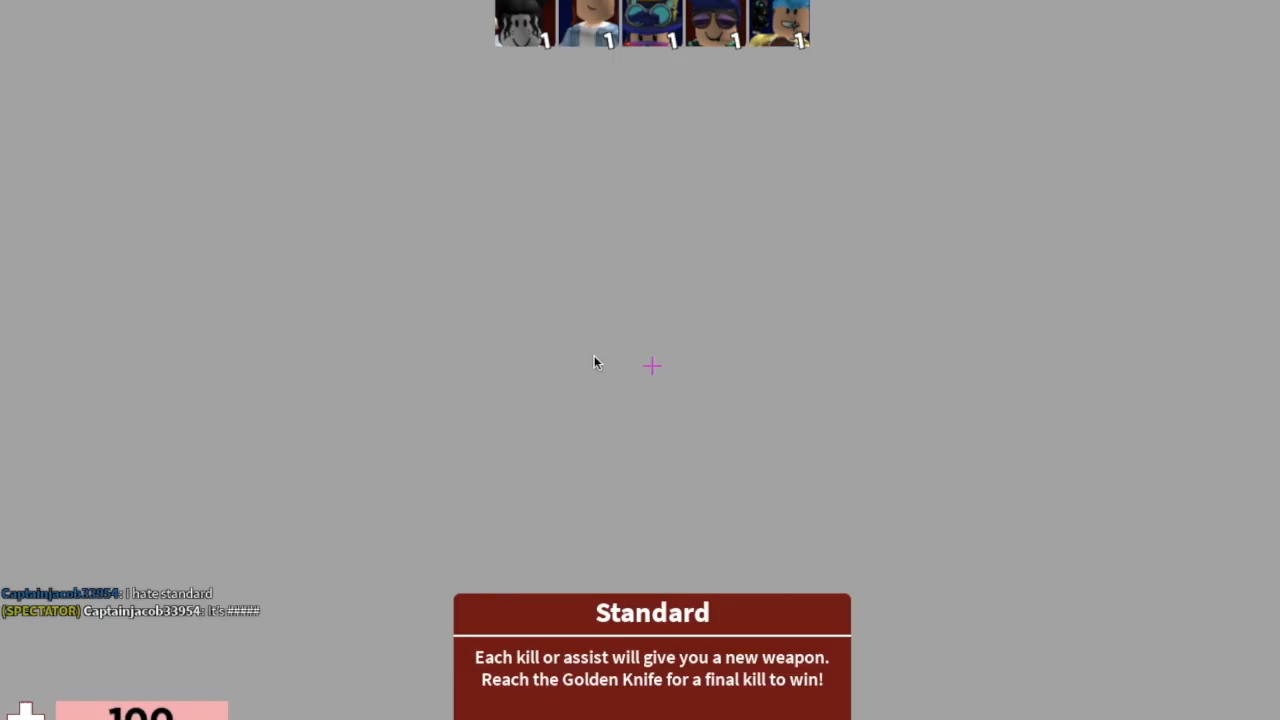 1 1 1 1 1
Captainjacob33954: I hate standard
(SPECTATOR) Captainjacob33954: It's #####
Standard
Each kill or assist will give you a new weapon.
Reach the Golden Knife for a final kill to win!
100